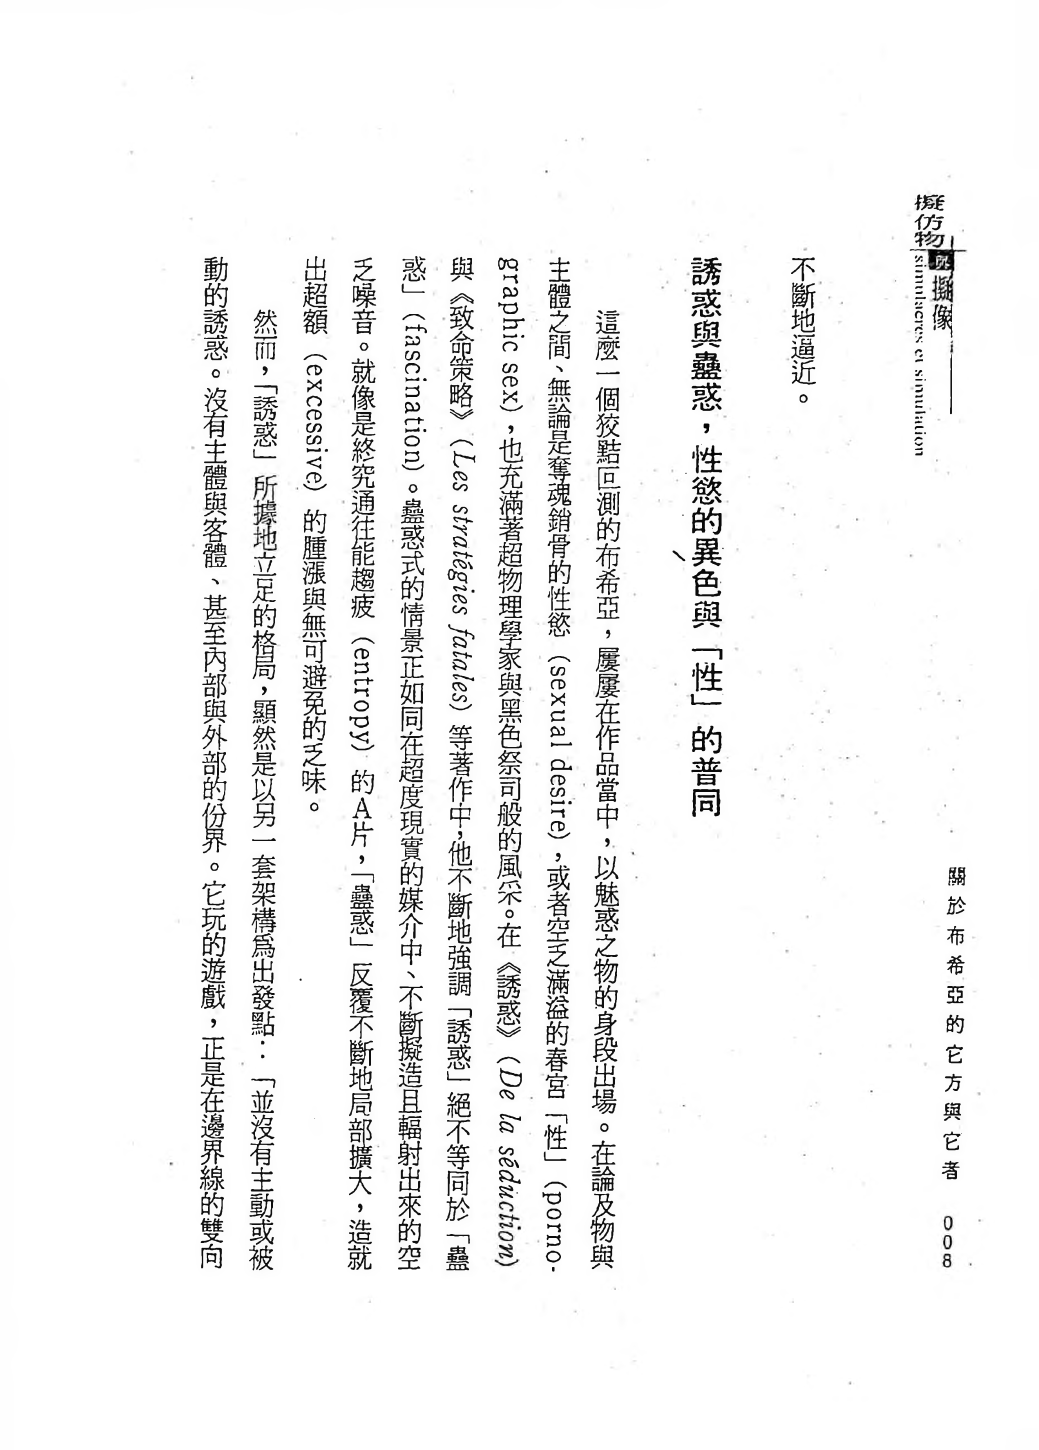 擬仿物與擬像
simulacres et simulation
關於布希亞的它方與它者 008
不斷地逼近。
誘惑與蠱惑，性慾的異色與「性」的普同
這麼一個狡黠叵測的布希亞，屢屢在作品當中，以魅惑之物的身段出場。在論及物與
主體之間、無論是奪魂銷骨的性慾（sexual desire），或者空乏滿溢的春宮「性」（porno-
graphic sex），也充滿著超物理學家與黑色祭司般的風采。在《誘惑》（De la séduction）
與《致命策略》（Les stratégies fatales）等著作中，他不斷地強調「誘惑」絕不等同於「蠱
惑」（fascination）。蠱惑式的情景正如同在超度現實的媒介中、不斷擬造且輻射出來的空
乏噪音。就像是終究通往能趨疲（entropy）的A片，「蠱惑」反覆不斷地局部擴大，造就
出超額（excessive）的腫漲與無可避免的乏味。
然而，「誘惑」所據地立足的格局，顯然是以另一套架構為出發點：「並沒有主動或被
動的誘惑。沒有主體與客體、甚至內部與外部的份界。它玩的遊戲，正是在邊界線的雙向